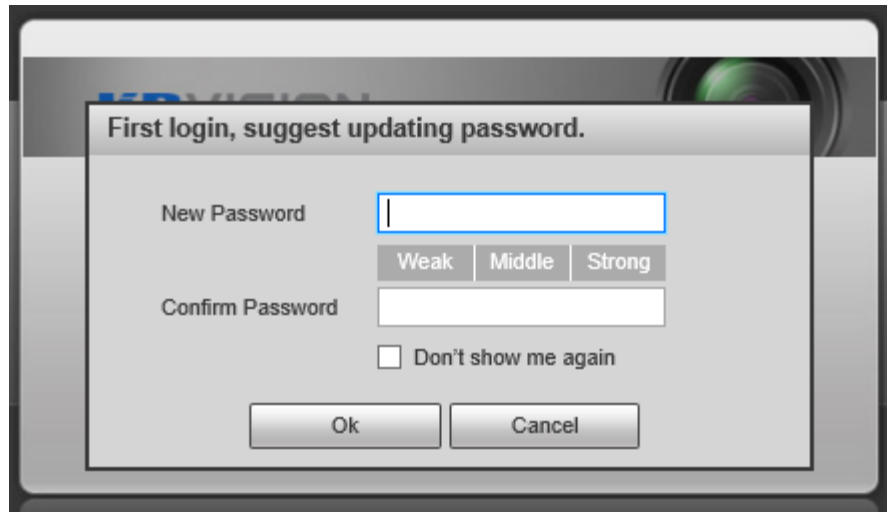 First login, suggest updating password.
New Password
Weak Middle Strong
Confirm Password
Don't show me again
Ok Cancel